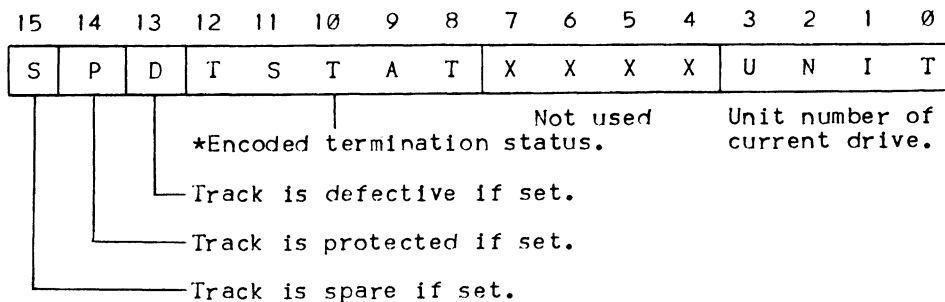 15 14 13 12 11 10 9 8 7 6 5 4 3 2 1 0
S P D T S T A T X X X X U N I T
Not used Unit number of
*Encoded termination status. current drive.
Track is defective if set.
Track is protected if set.
Track is spare if set.